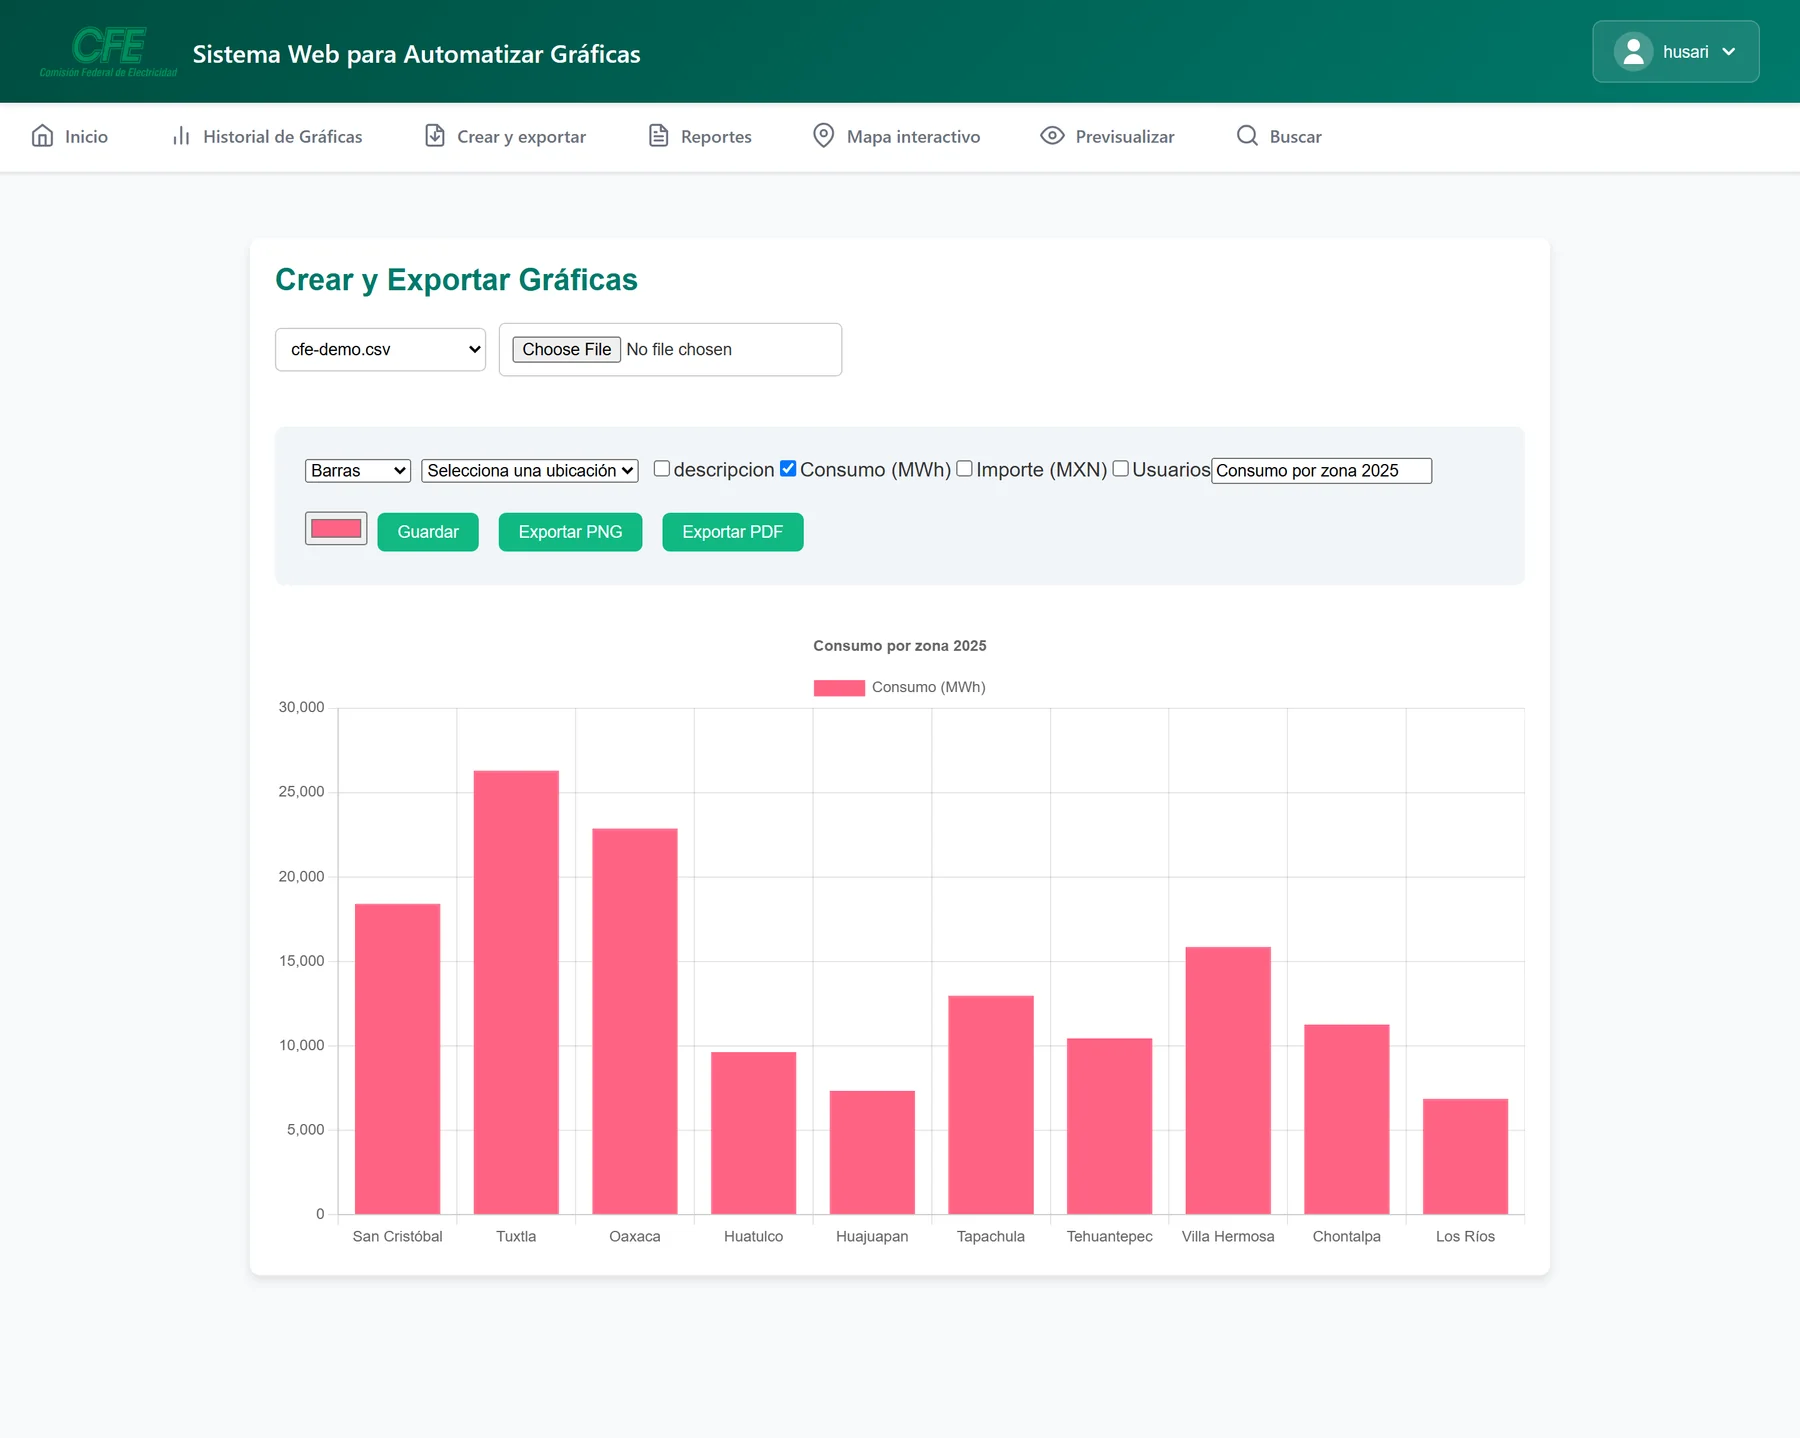 CFE
Comisión Federal de Electricidad
Sistema Web para Automatizar Gráficas
husari
Inicio
Historial de Gráficas
Crear y exportar
Reportes
Mapa interactivo
Previsualizar
Buscar
Crear y Exportar Gráficas
cfe-demo.csv
Choose File No file chosen
Barras
Selecciona una ubicación
descripcion
Consumo (MWh)
Importe (MXN)
Usuarios
Consumo por zona 2025
Guardar
Exportar PNG
Exportar PDF
Consumo por zona 2025
Consumo (MWh)
30,000
25,000
20,000
15,000
10,000
5,000
0
San Cristóbal
Tuxtla
Oaxaca
Huatulco
Huajuapan
Tapachula
Tehuantepec
Villa Hermosa
Chontalpa
Los Ríos